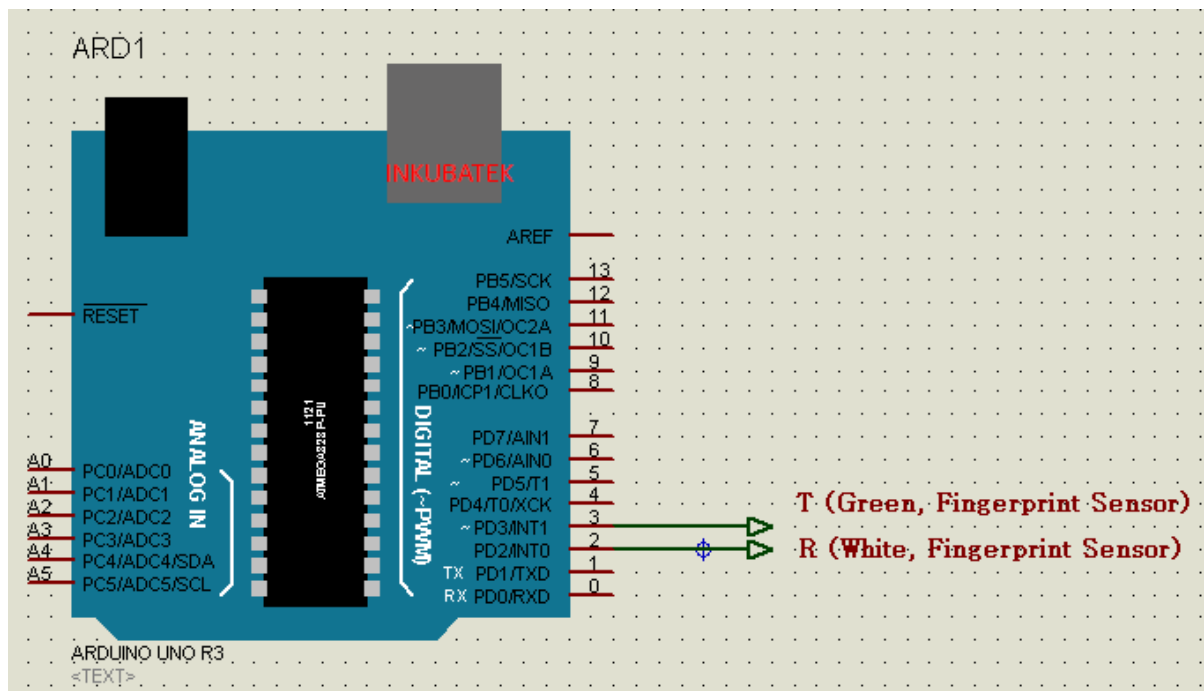 ARD1
INKUBATEK
AREF
13
PB5/SCK
12
PB4/MISO
11
~PB3/MOSI/OC2A
10
~ PB2/SS/OC1B
9
~ PB1/OC1A
8
PB0/ICP1/CLKO
RESET
1121
ATMEGA328P-PU
DIGITAL (~PWM)
ANALOG IN
7
PD7/AIN1
6
~PD6/AIN0
5
~ PD5/T1
4
PD4/T0/XCK
3
~PD3/INT1
2
PD2/INT0
1
TX PD1/TXD
0
RX PD0/RXD
A0 PC0/ADC0
A1 PC1/ADC1
A2 PC2/ADC2
A3 PC3/ADC3
A4 PC4/ADC4/SDA
A5 PC5/ADC5/SCL
T (Green, Fingerprint Sensor)
R (White, Fingerprint Sensor)
ARDUINO UNO R3
<TEXT>